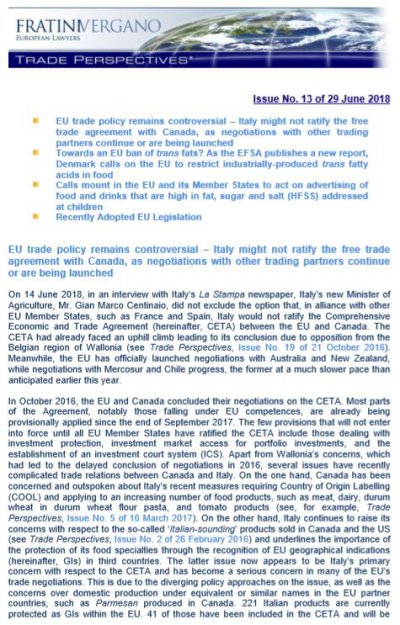 FRATINIVERGANO
EUROPEAN LAWYERS
TRADE PERSPECTIVES®
Issue No. 13 of 29 June 2018
EU trade policy remains controversial – Italy might not ratify the free
trade agreement with Canada, as negotiations with other trading
partners continue or are being launched
Towards an EU ban of trans fats? As the EFSA publishes a new report,
Denmark calls on the EU to restrict industrially-produced trans fatty
acids in food
Calls mount in the EU and its Member States to act on advertising of
food and drinks that are high in fat, sugar and salt (HFSS) addressed
at children
Recently Adopted EU Legislation
EU trade policy remains controversial – Italy might not ratify the free trade
agreement with Canada, as negotiations with other trading partners continue
or are being launched
On 14 June 2018, in an interview with Italy's La Stampa newspaper, Italy's new Minister of
Agriculture, Mr. Gian Marco Centinaio, did not exclude the option that, in alliance with other
EU Member States, such as France and Spain, Italy would not ratify the Comprehensive
Economic and Trade Agreement (hereinafter, CETA) between the EU and Canada. The
CETA had already faced an uphill climb leading to its conclusion due to opposition from the
Belgian region of Wallonia (see Trade Perspectives, Issue No. 19 of 21 October 2016).
Meanwhile, the EU has officially launched negotiations with Australia and New Zealand,
while negotiations with Mercosur and Chile progress, the former at a much slower pace than
anticipated earlier this year.
In October 2016, the EU and Canada concluded their negotiations on the CETA. Most parts
of the Agreement, notably those falling under EU competences, are already being
provisionally applied since the end of September 2017. The few provisions that will not enter
into force until all EU Member States have ratified the CETA include those dealing with
investment protection, investment market access for portfolio investments, and the
establishment of an investment court system (ICS). Apart from Wallonia's concerns, which
had led to the delayed conclusion of negotiations in 2016, several issues have recently
complicated trade relations between Canada and Italy. On the one hand, Canada has been
concerned and outspoken about Italy's recent measures requiring Country of Origin Labelling
(COOL) and applying to an increasing number of food products, such as meat, dairy, durum
wheat in durum wheat flour pasta, and tomato products (see, for example, Trade
Perspectives, Issue No. 5 of 10 March 2017). On the other hand, Italy continues to raise its
concerns with respect to the so-called 'Italian-sounding' products sold in Canada and the US
(see Trade Perspectives, Issue No. 2 of 26 February 2016) and underlines the importance of
the protection of its food specialties through the recognition of EU geographical indications
(hereinafter, GIs) in third countries. The latter issue now appears to be Italy's primary
concern with respect to the CETA and has become a serious concern in many of the EU's
trade negotiations. This is due to the diverging policy approaches on the issue, as well as the
concerns over domestic production under equivalent or similar names in the EU partner
countries, such as Parmesan produced in Canada. 221 Italian products are currently
protected as GIs within the EU. 41 of those have been included in the CETA and will be